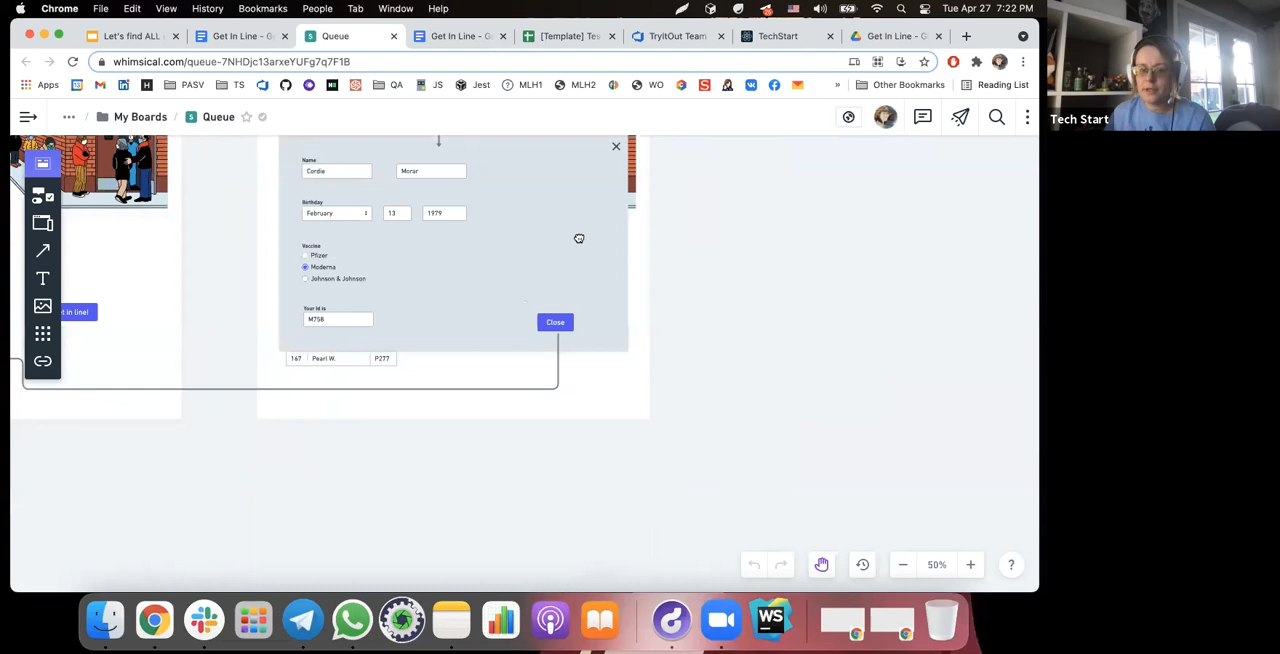 Chrome File Edit View History Bookmarks People Tab Window Help Tue Apr 27 7:22 PM
Let's find ALL Get In Line - G Queue Get In Line - G [Template] Tes TryItOut Team TechStart Get In Line - G
whimsical.com/queue-7NHDjc13arxeYUFg7q7F1B
Apps PASV TS QA JS Jest MLH1 MLH2 WO » Other Bookmarks Reading List
My Boards Queue
Tech Start
Name
Cordie Morar
Birthday
February 13 1979
Vaccine
Pfizer
Moderna
Johnson & Johnson
et in line!
Your Id is
M758
Close
167 Pearl W. P277
50%
?
WS